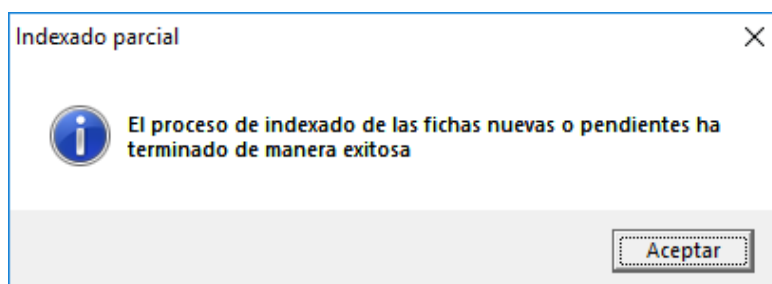 Indexado parcial
El proceso de indexado de las fichas nuevas o pendientes ha
terminado de manera exitosa
Aceptar